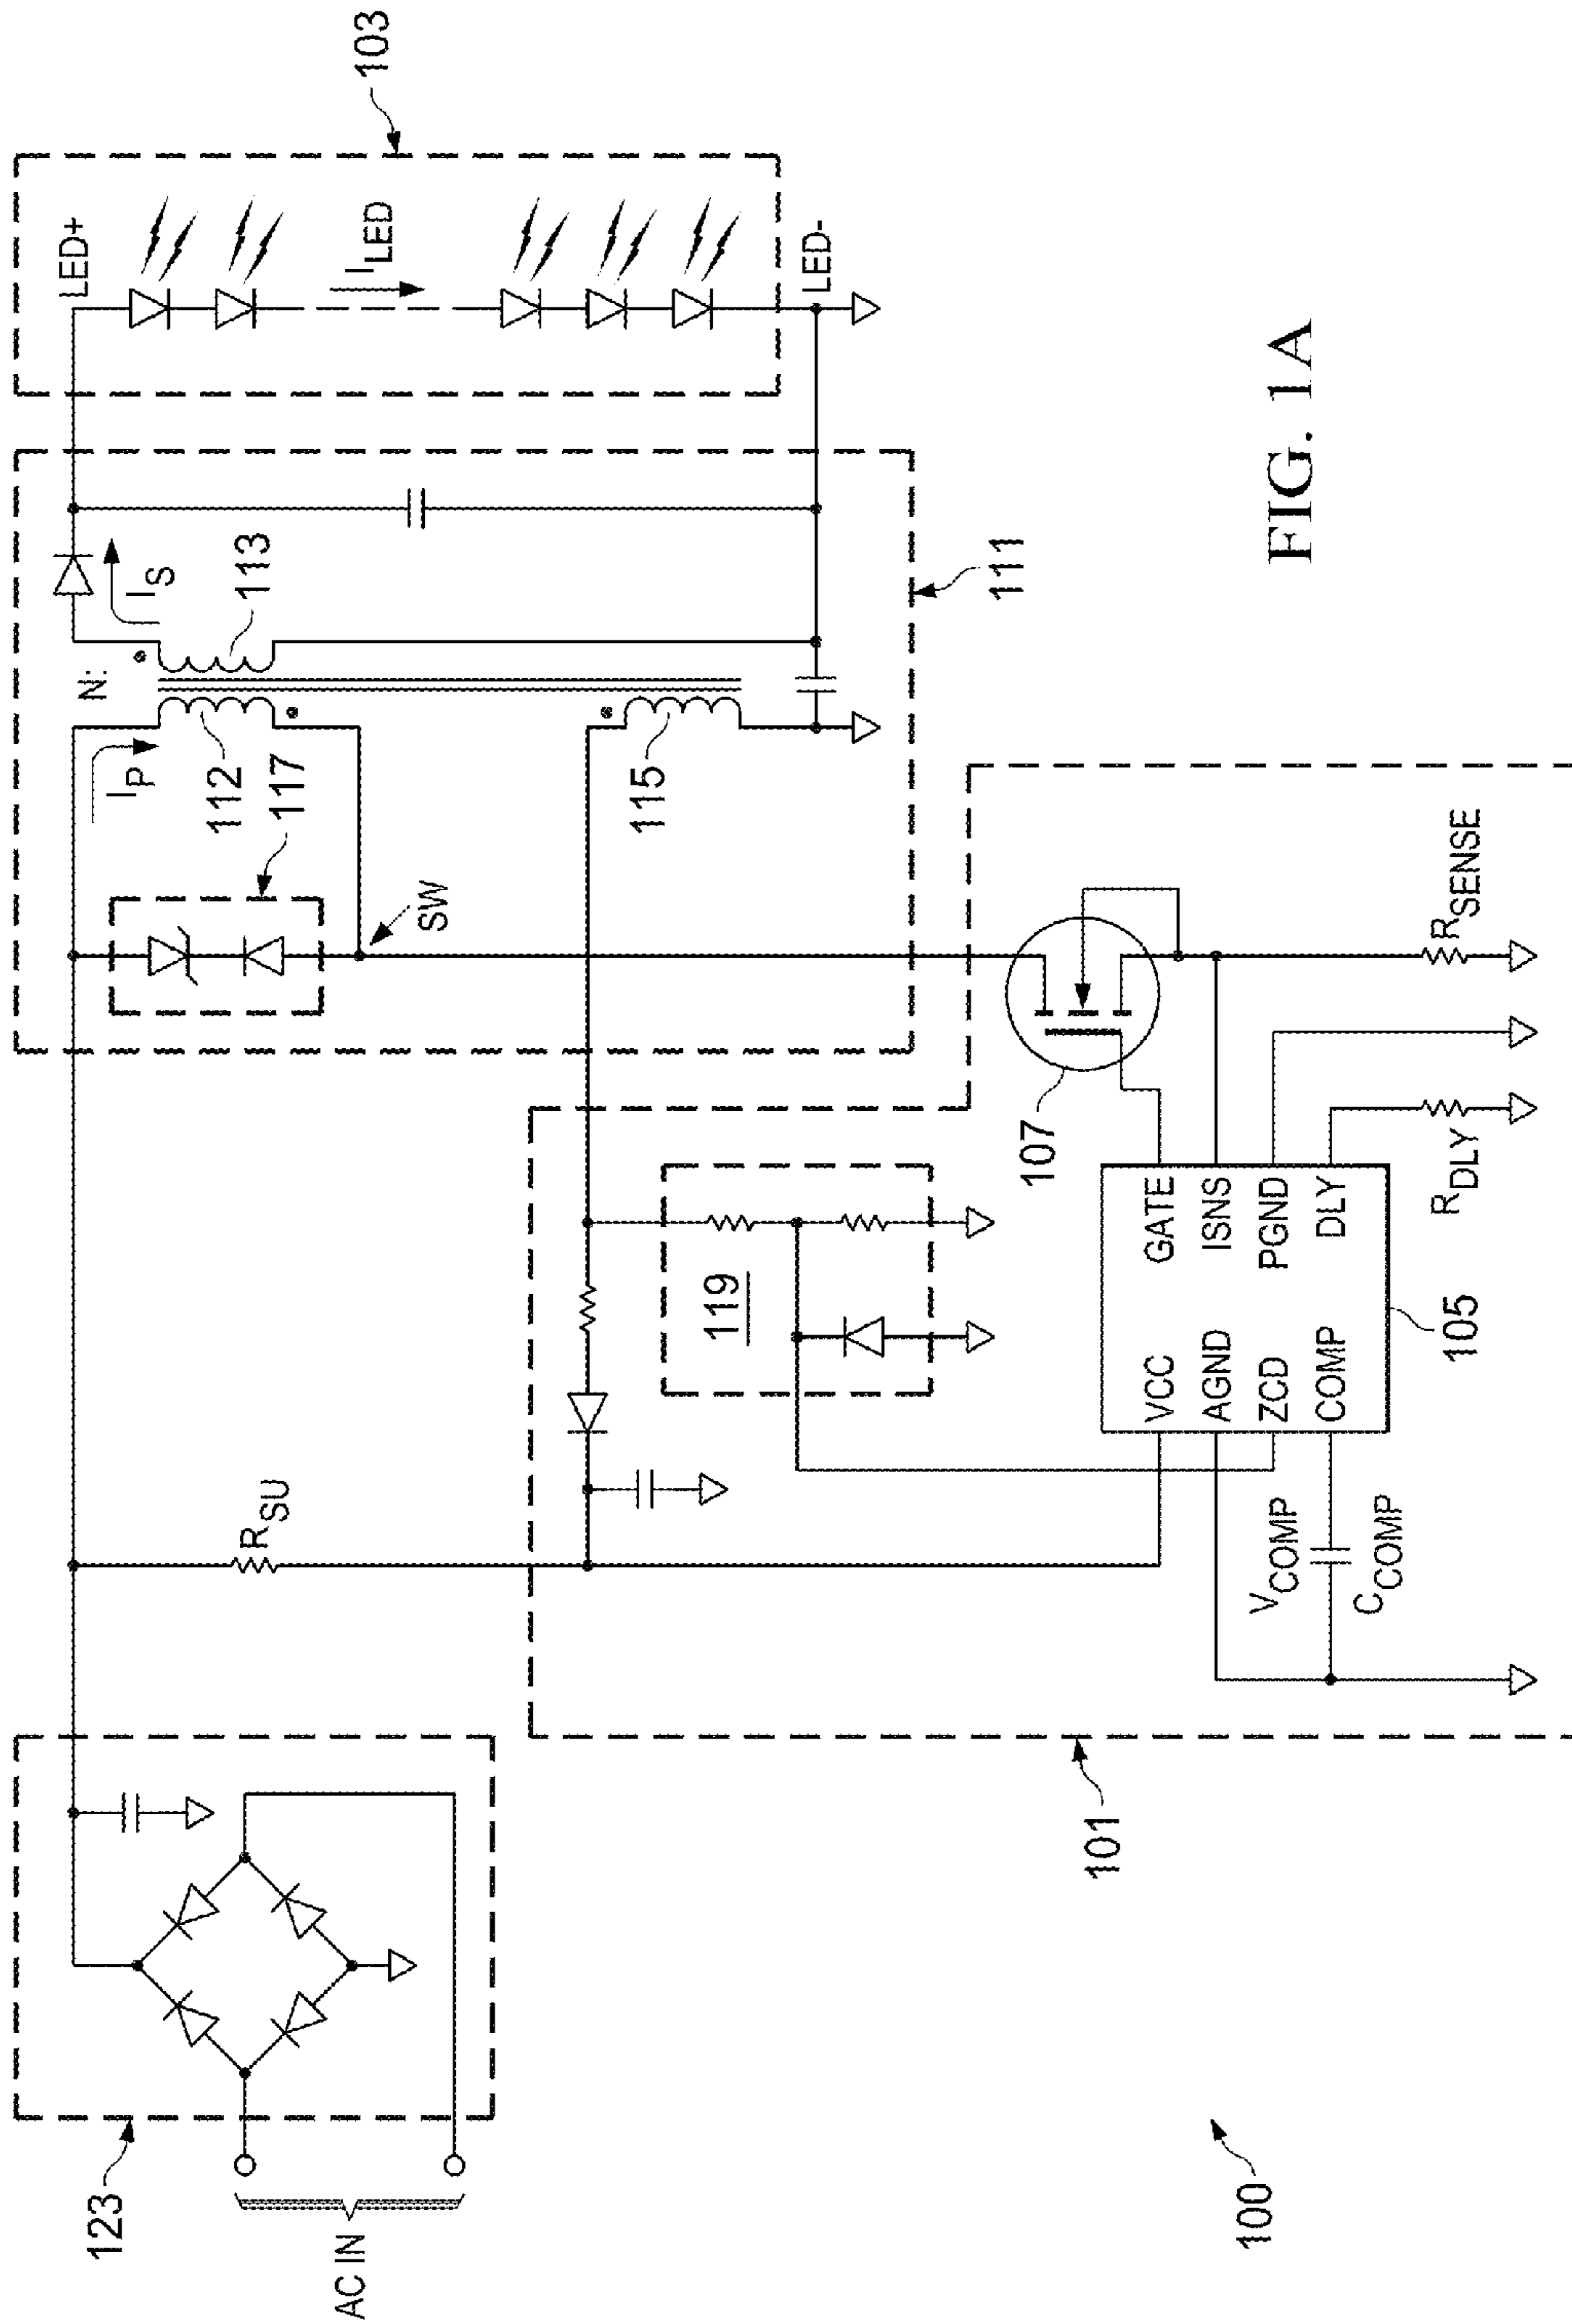 LED+
103
N:
I_P
I_S
112
113
117
I_LED
SW
115
LED-
111
123
AC IN
R_SU
119
107
101
VCC
GATE
AGND
ISNS
ZCD
PGND
COMP
DLY
V_COMP
C_COMP
105
R_DLY
R_SENSE
100
FIG. 1A